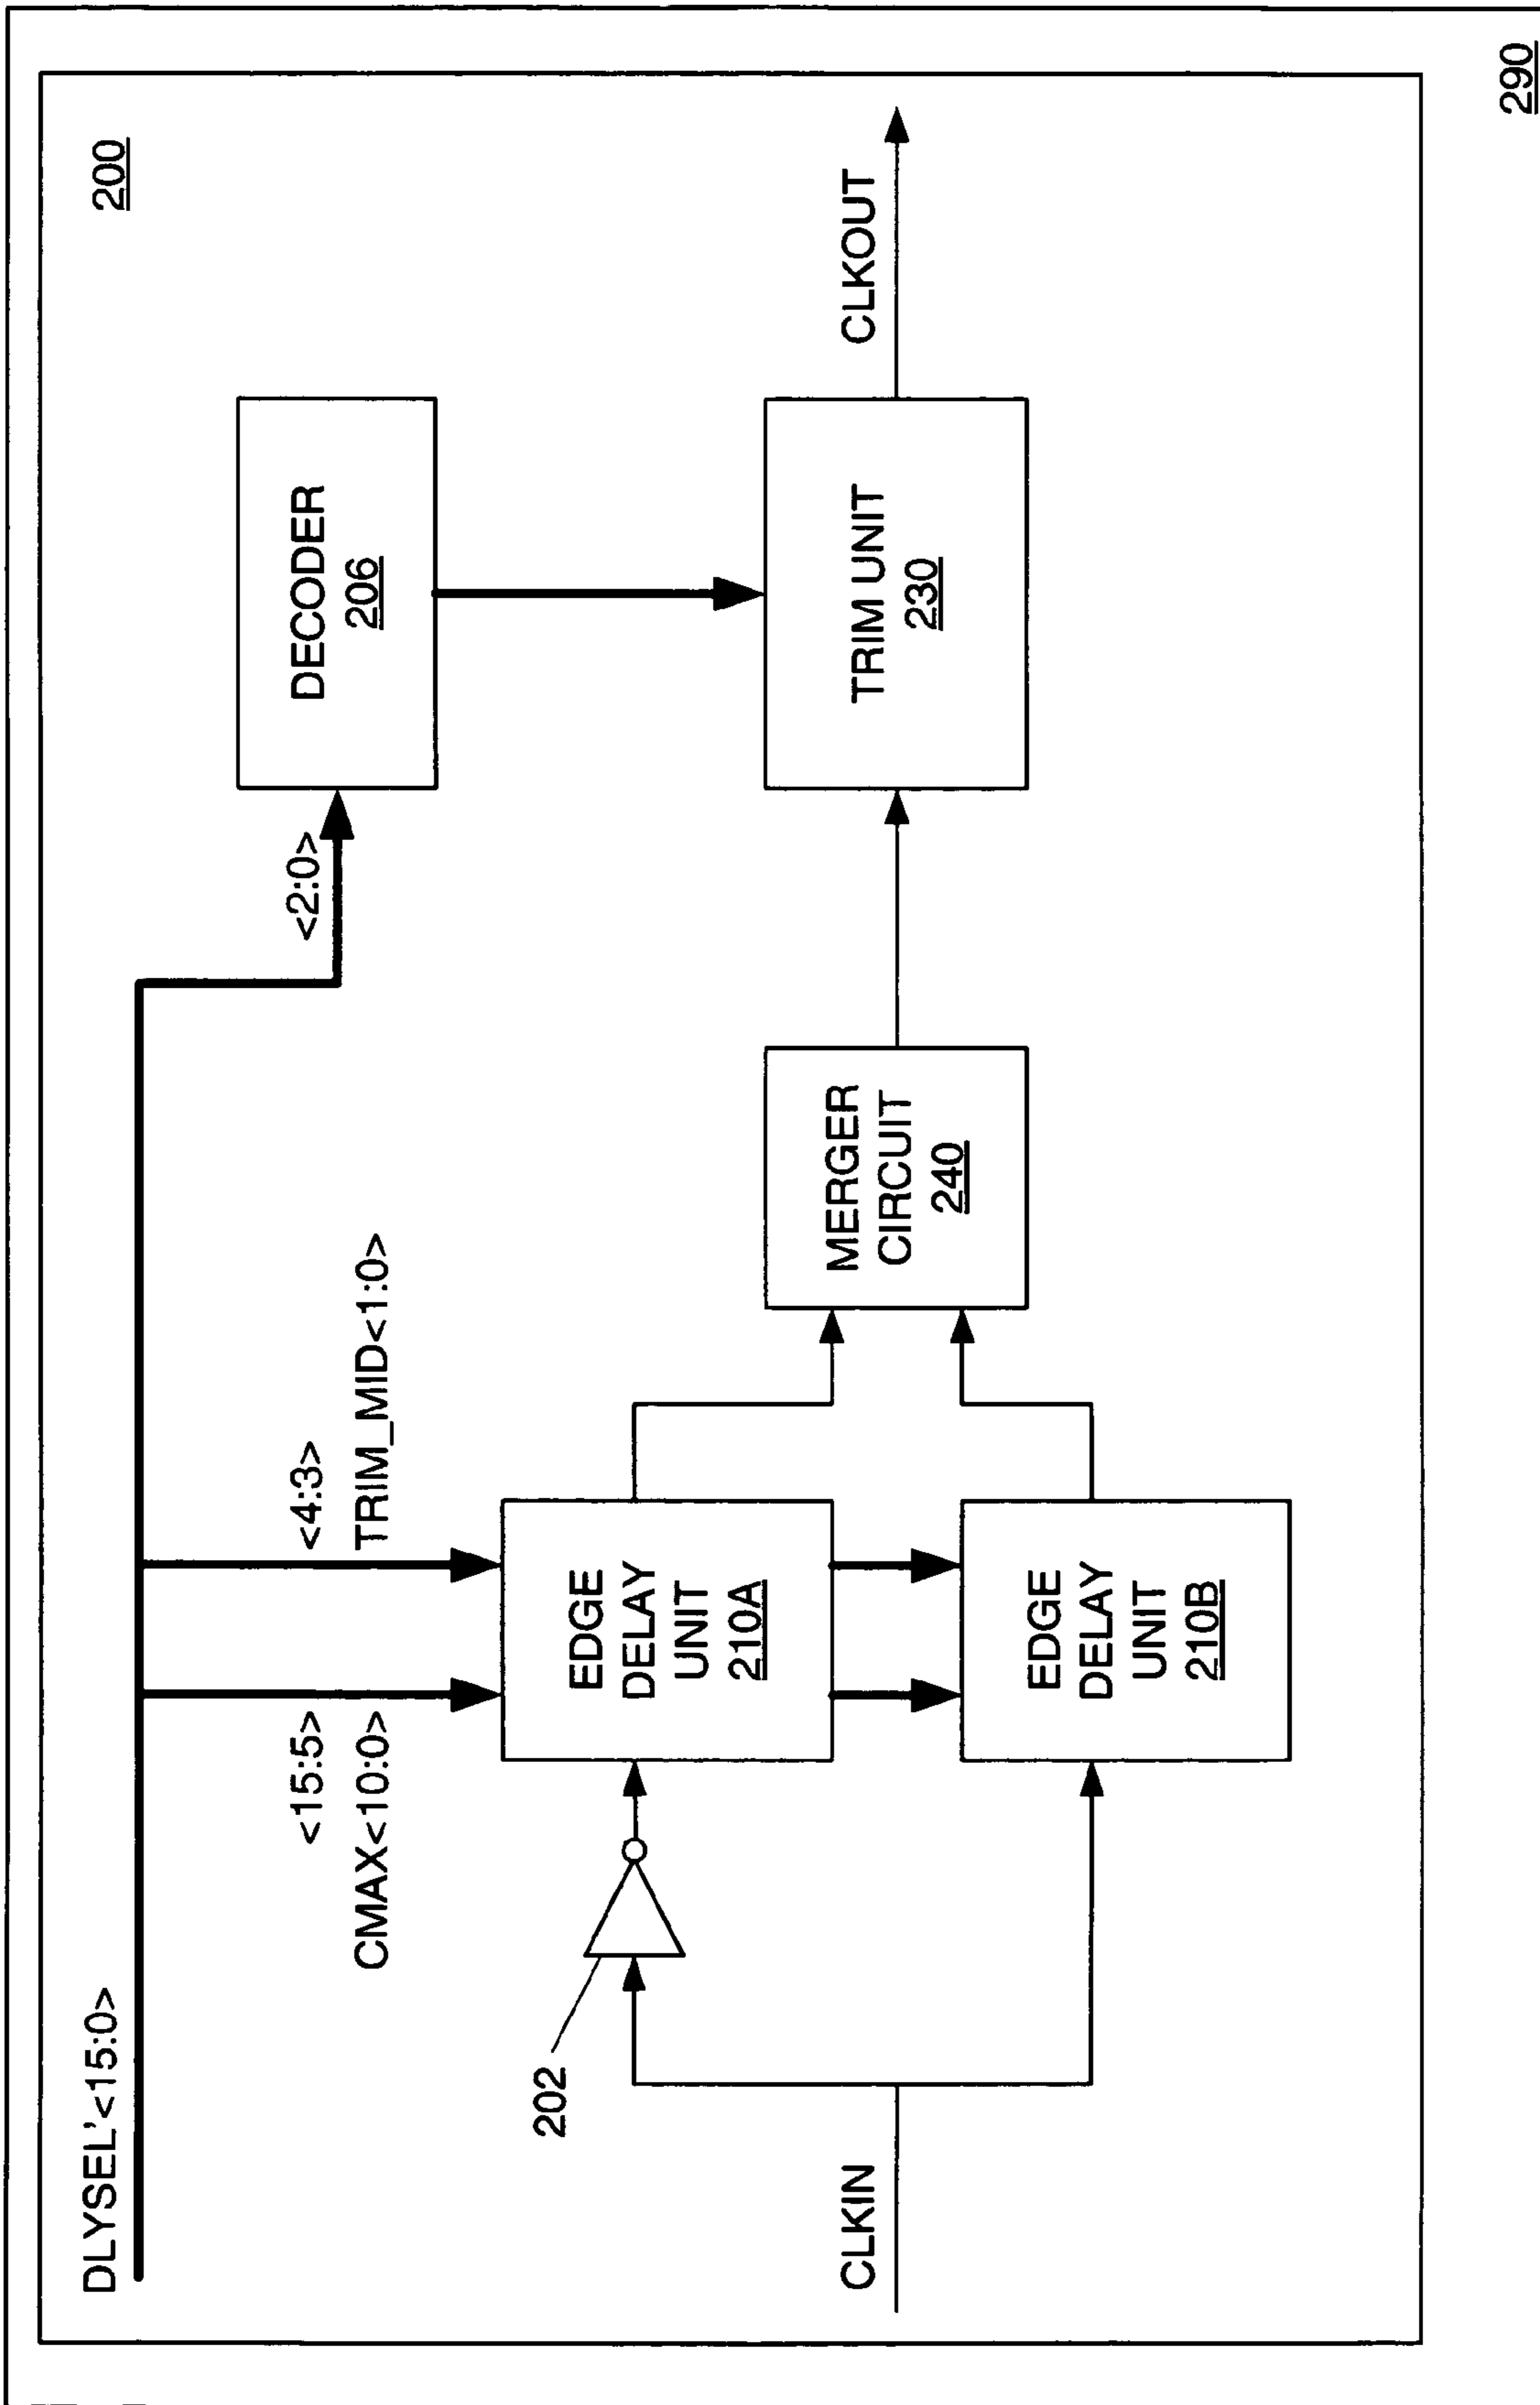 DLYSEL'<15:0>
200
<15:5>
CMAX<10:0>
<4:3>
TRIM_MID<1:0>
<2:0>
DECODER
206
202
EDGE
DELAY
UNIT
210A
CLKIN
MERGER
CIRCUIT
240
TRIM UNIT
230
CLKOUT
EDGE
DELAY
UNIT
210B
290